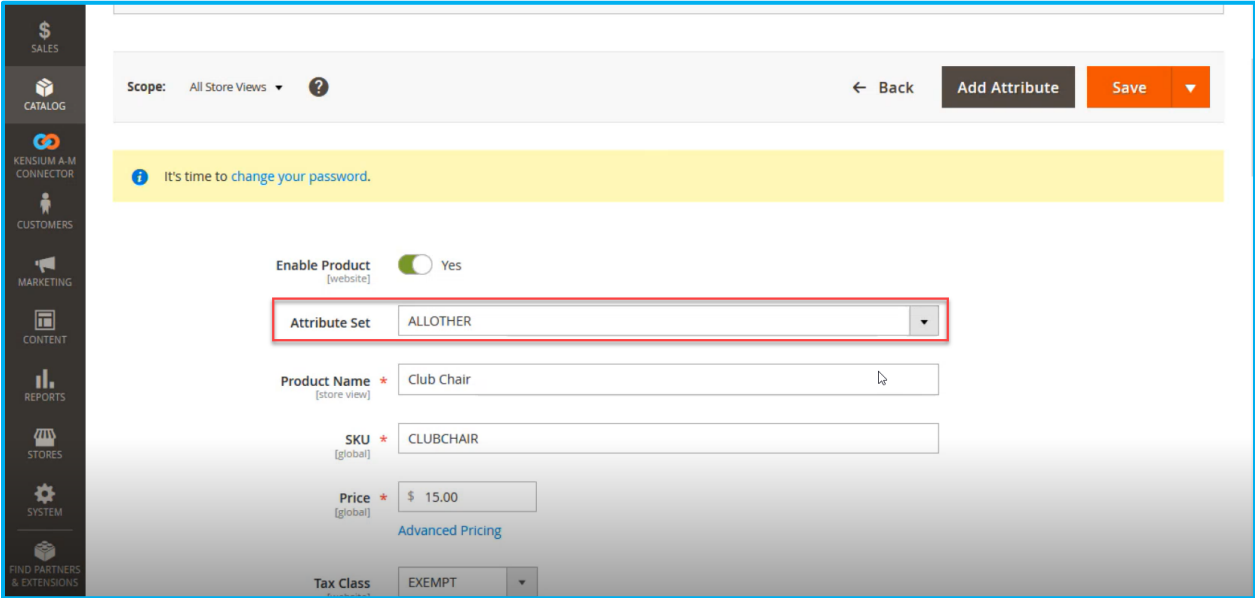 $
SALES
CATALOG
KENSIUM A-M
CONNECTOR
CUSTOMERS
MARKETING
CONTENT
REPORTS
STORES
SYSTEM
FIND PARTNERS
& EXTENSIONS
Scope: All Store Views ?
← Back Add Attribute Save
i It's time to change your password.
Enable Product Yes
[website]
Attribute Set ALLOTHER
Product Name * Club Chair
[store view]
SKU * CLUBCHAIR
[global]
Price * $ 15.00
[global]
Advanced Pricing
Tax Class EXEMPT
[website]